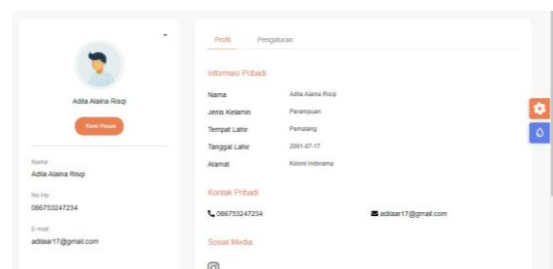 Adila Alaina Risqi
Kirim Pesan
Nama :
Adila Alaina Risqi
No Hp :
086753247234
E-mail :
adilaar17@gmail.com
Profil
Pengaturan
Informasi Pribadi
Nama Adila Alaina Risqi
Jenis Kelamin Perempuan
Tempat Lahir Pemalang
Tanggal Lahir 2001-07-17
Alamat Koloni Indorama
Kontak Pribadi
086753247234
adilaar17@gmail.com
Sosial Media